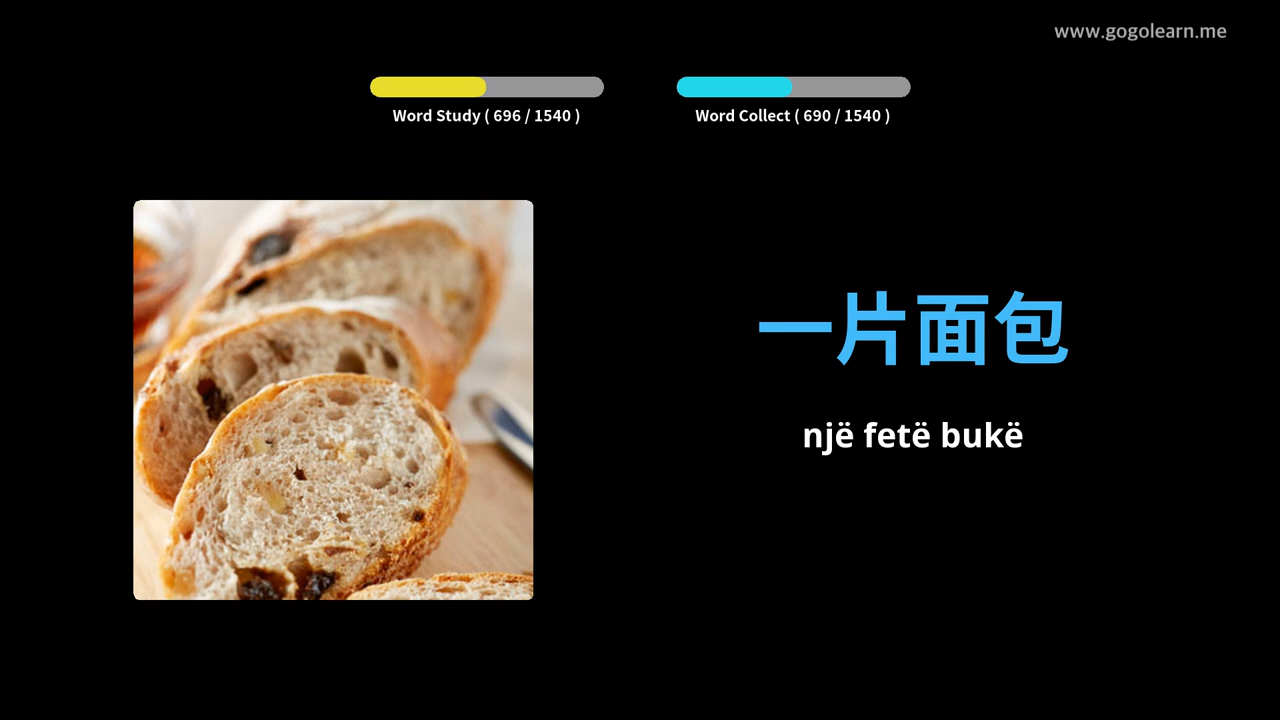 www.gogolearn.me
Word Study ( 696 / 1540 )
Word Collect ( 690 / 1540 )
一片面包
një fetë bukë